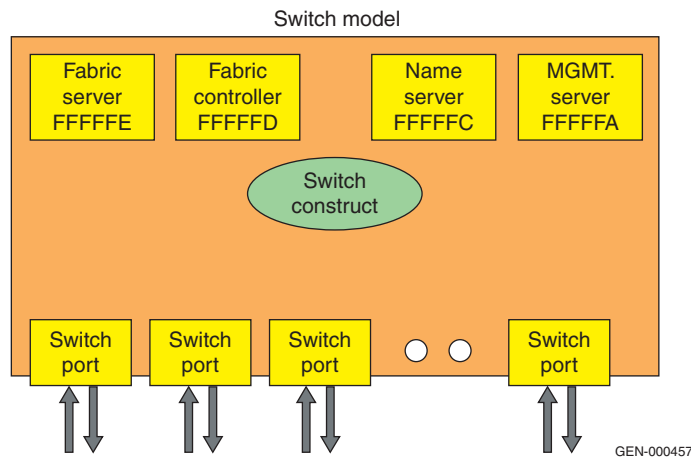 Switch model
Fabric
server
FFFFFE
Fabric
controller
FFFFFD
Name
server
FFFFFC
MGMT.
server
FFFFFA
Switch
construct
Switch
port
Switch
port
Switch
port
Switch
port
GEN-000457